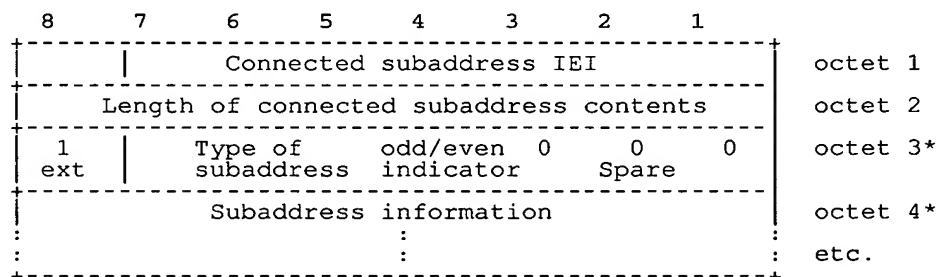 8 7 6 5 4 3 2 1
Connected subaddress IEI octet 1
Length of connected subaddress contents octet 2
1 Type of odd/even 0 0 0 octet 3*
ext subaddress indicator Spare
Subaddress information octet 4*
: : : etc.